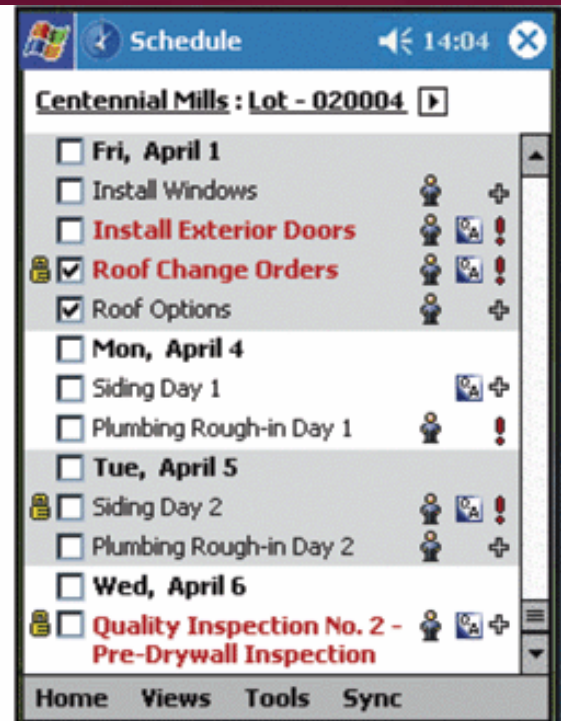 Schedule 14:04
Centennial Mills : Lot - 020004
Fri, April 1
Install Windows
Install Exterior Doors
Roof Change Orders
Roof Options
Mon, April 4
Siding Day 1
Plumbing Rough-in Day 1
Tue, April 5
Siding Day 2
Plumbing Rough-in Day 2
Wed, April 6
Quality Inspection No. 2 -
Pre-Drywall Inspection
Home Views Tools Sync